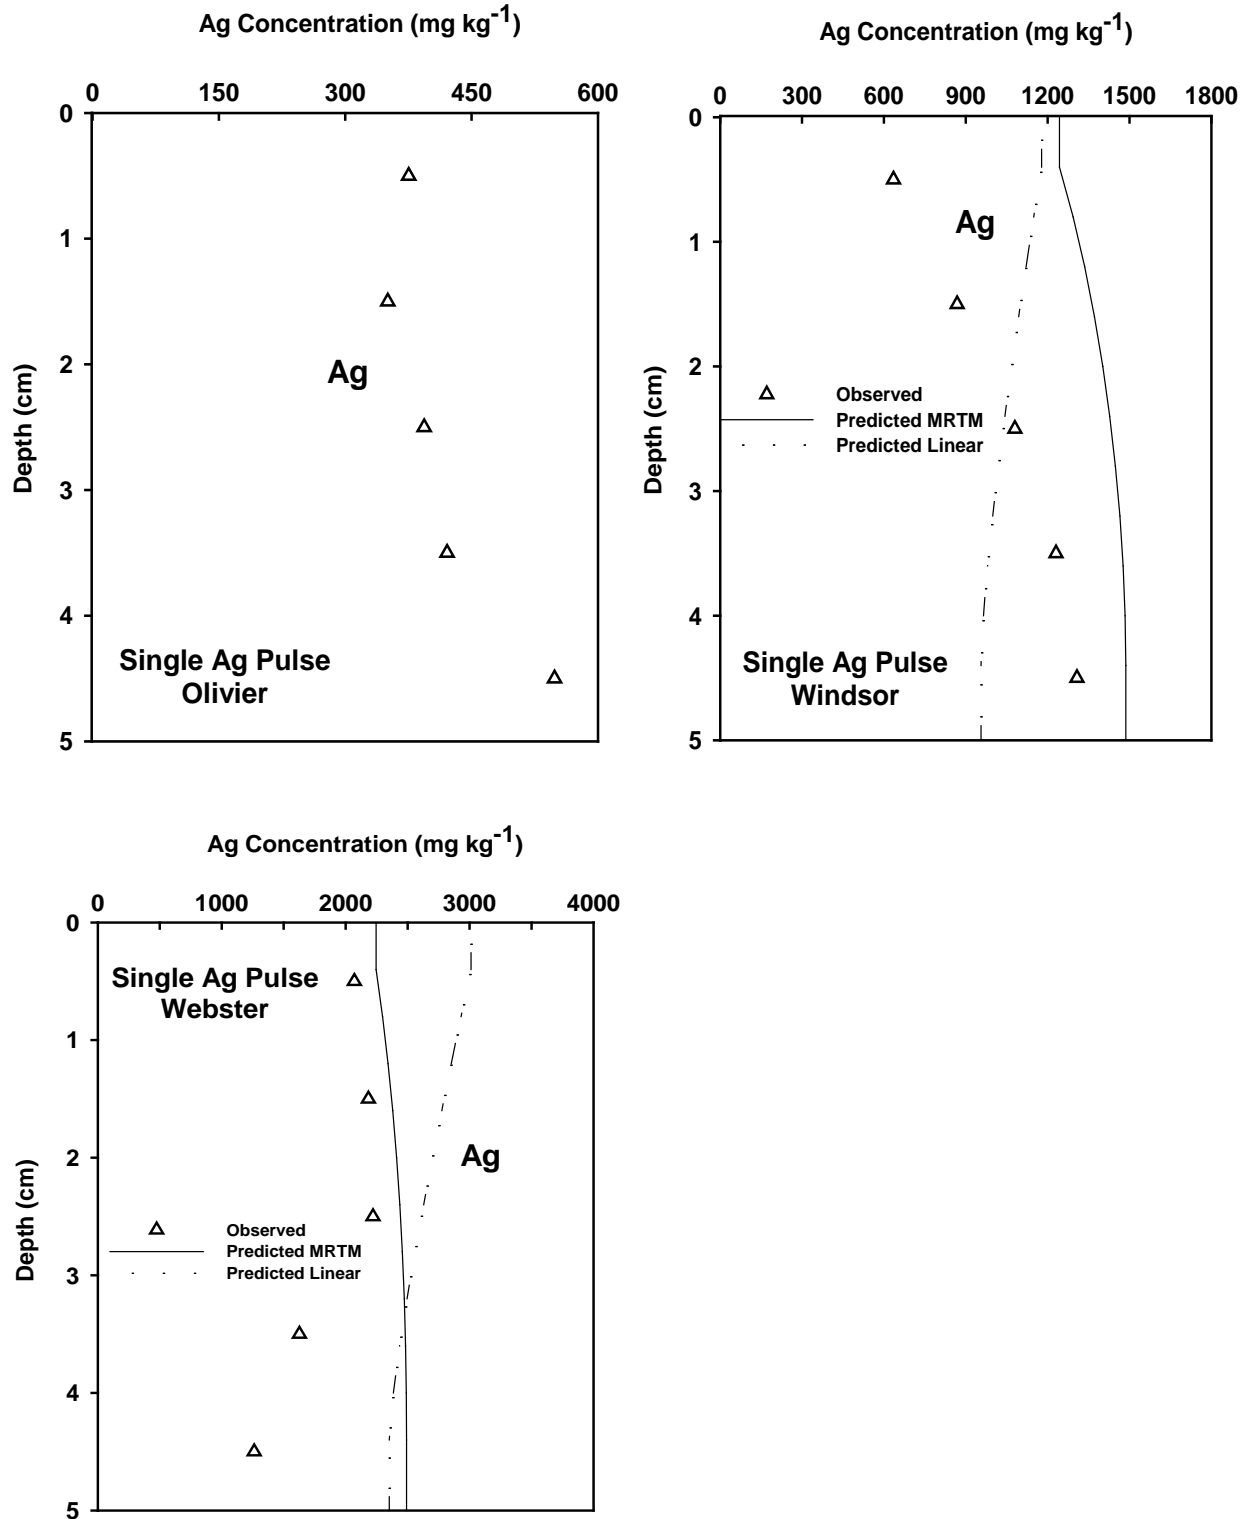 Ag Concentration (mg kg-1)
0 150 300 450 600
0
1
2
3
4
5
Depth (cm)
Ag
Single Ag Pulse
Olivier
Ag Concentration (mg kg-1)
0 300 600 900 1200 1500 1800
0
1
2
3
4
5
Depth (cm)
Ag
Observed
Predicted MRTM
Predicted Linear
Single Ag Pulse
Windsor
Ag Concentration (mg kg-1)
0 1000 2000 3000 4000
0
1
2
3
4
5
Depth (cm)
Single Ag Pulse
Webster
Ag
Observed
Predicted MRTM
Predicted Linear